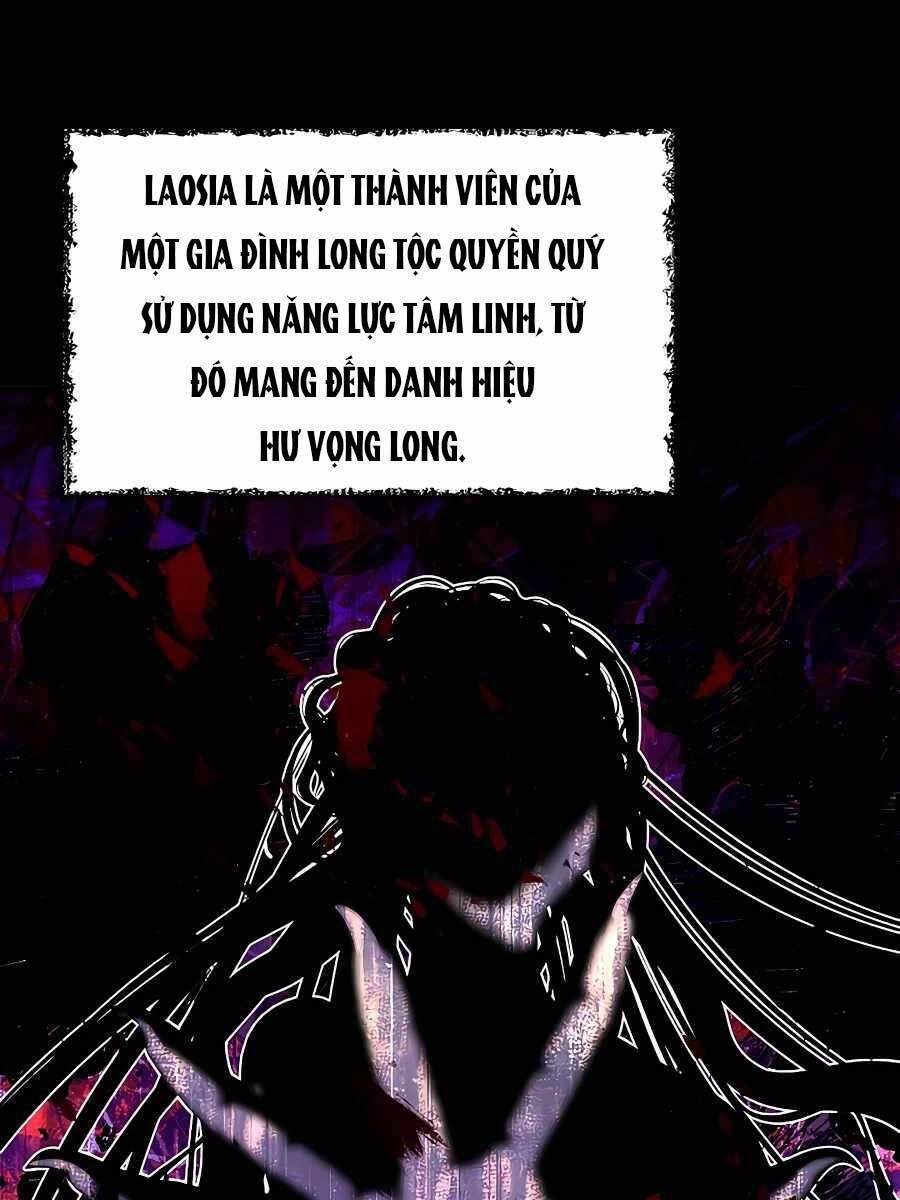 LAOSIA LÀ MỘT THÀNH VIÊN CỦA
MỘT GIA ĐÌNH LONG TỘC QUYỀN QUÝ
SỬ DỤNG NĂNG LỰC TÂM LINH, TỪ
ĐÓ MANG ĐẾN DANH HIỆU
HƯ VỌNG LONG.